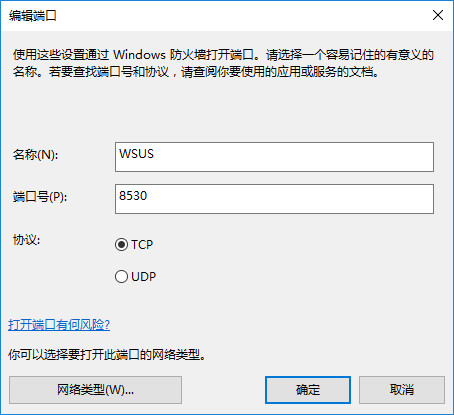 编辑端口
使用这些设置通过 Windows 防火墙打开端口。请选择一个容易记住的有意义的
名称。若要查找端口号和协议，请查阅你要使用的应用或服务的文档。
名称(N):
WSUS
端口号(P):
8530
协议:
TCP
UDP
打开端口有何风险?
你可以选择要打开此端口的网络类型。
网络类型(W)...
确定
取消